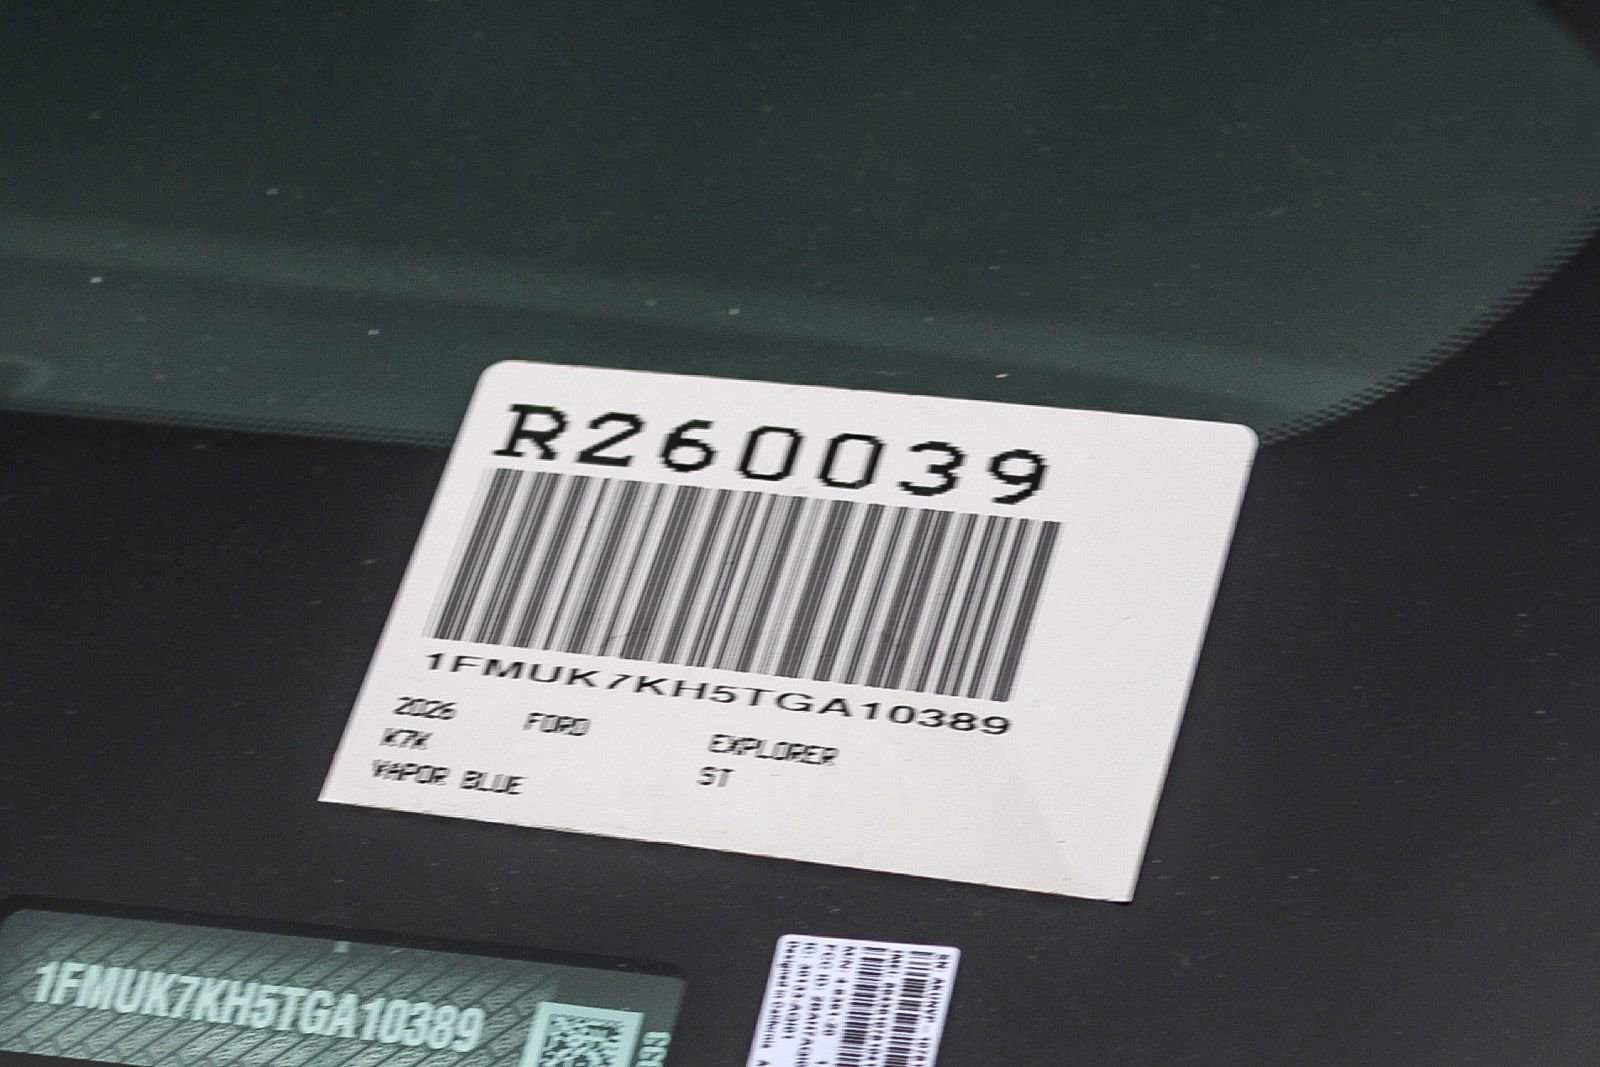 R260039
1FMUK7KH5TGA10389
2026 FORD EXPLORER
K7K ST
VAPOR BLUE
1FMUK7KH5TGA10389